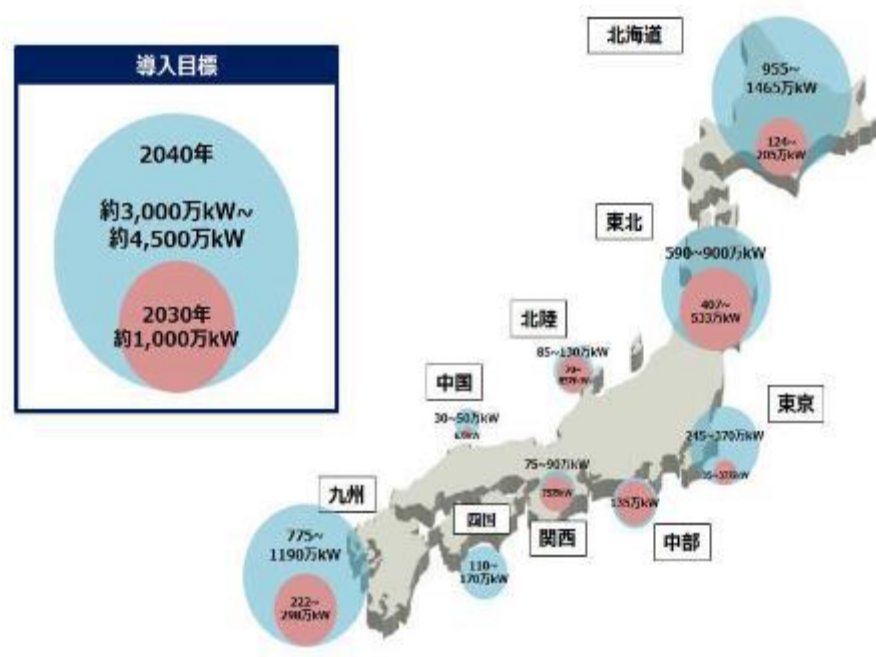 導入目標
2040年
約3,000万kW~
約4,500万kW
2030年
約1,000万kW
北海道
955~
1465万kW
124~
205万kW
東北
590~900万kW
407~
533万kW
北陸
85~130万kW
中国
30~50万kW
東京
245~370万kW
九州
775~
1190万kW
222~
298万kW
四国
110~
170万kW
75~90万kW
関西
135万kW
中部